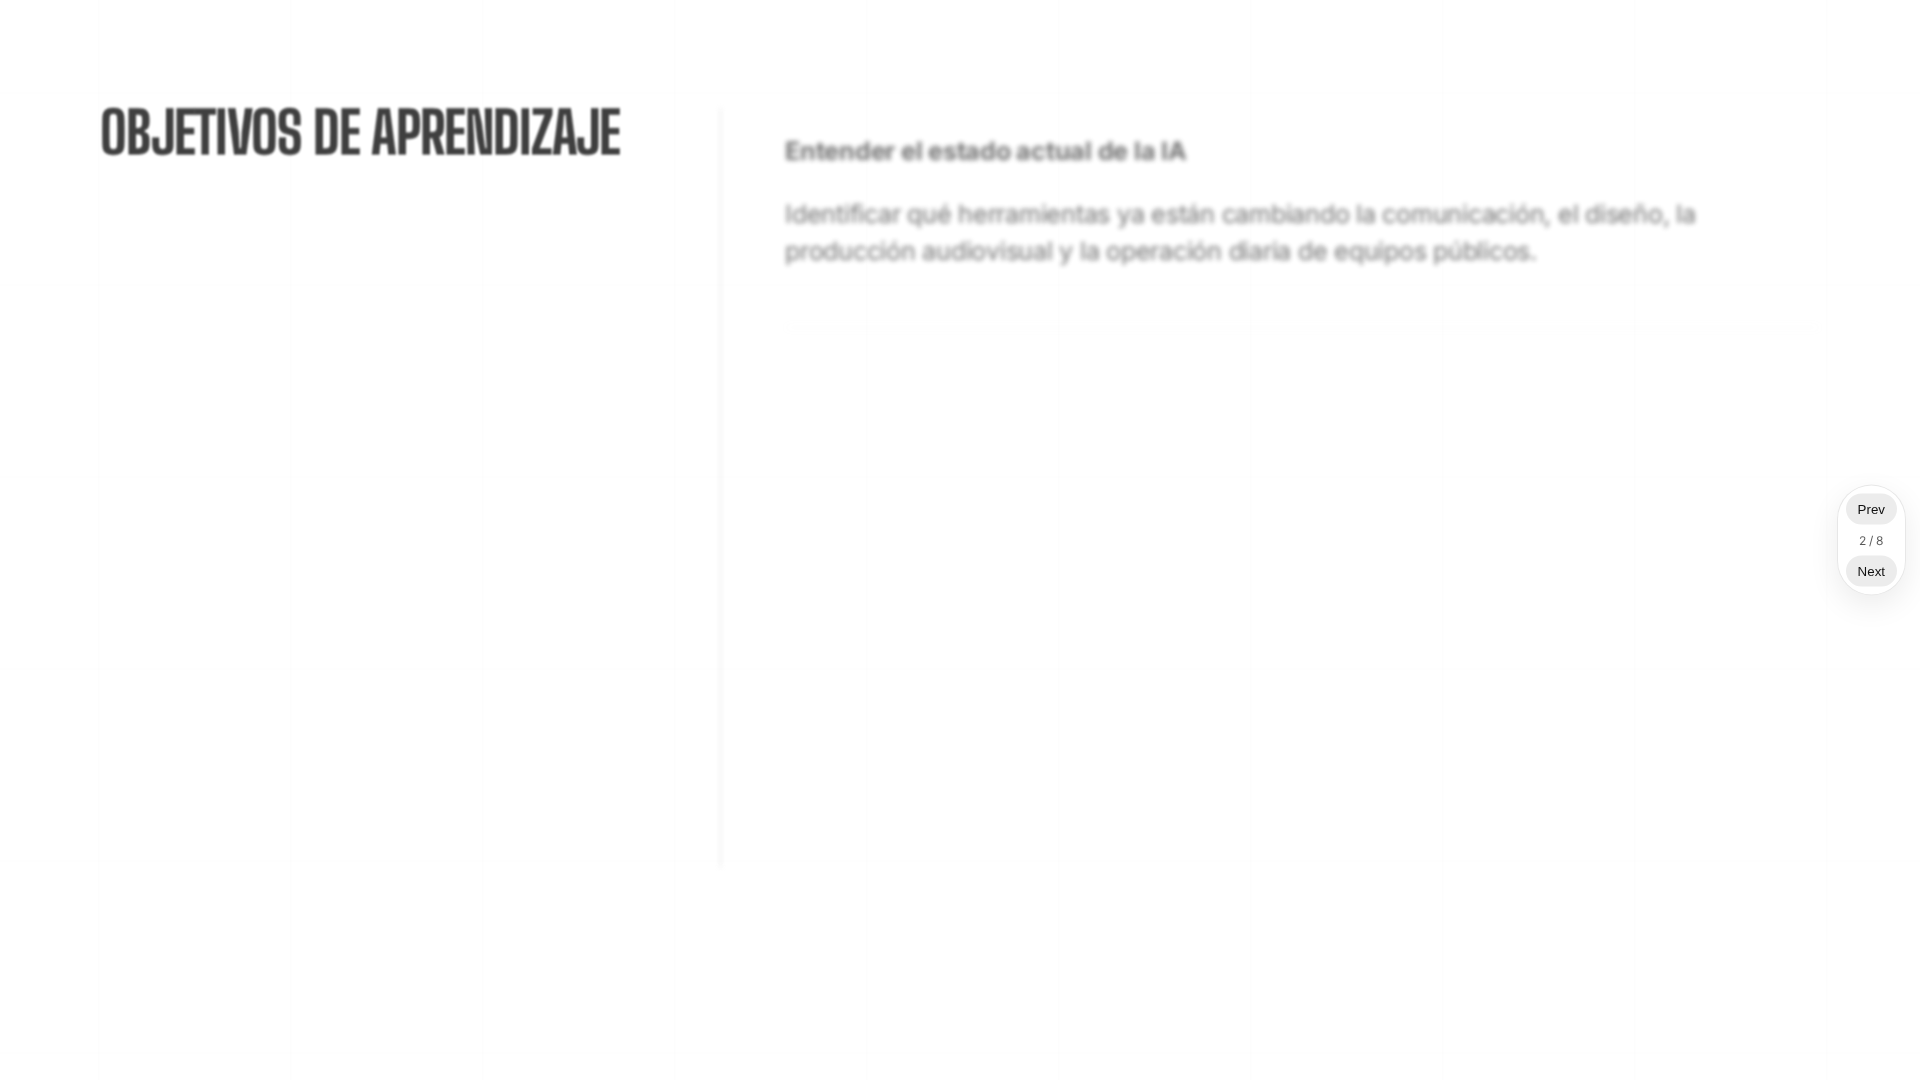 OBJETIVOS DE APRENDIZAJE
Entender el estado actual de la IA
Identificar qué herramientas ya están cambiando la comunicación, el diseño, la
producción audiovisual y la operación diaria de equipos públicos.
Prev
2 / 8
Next